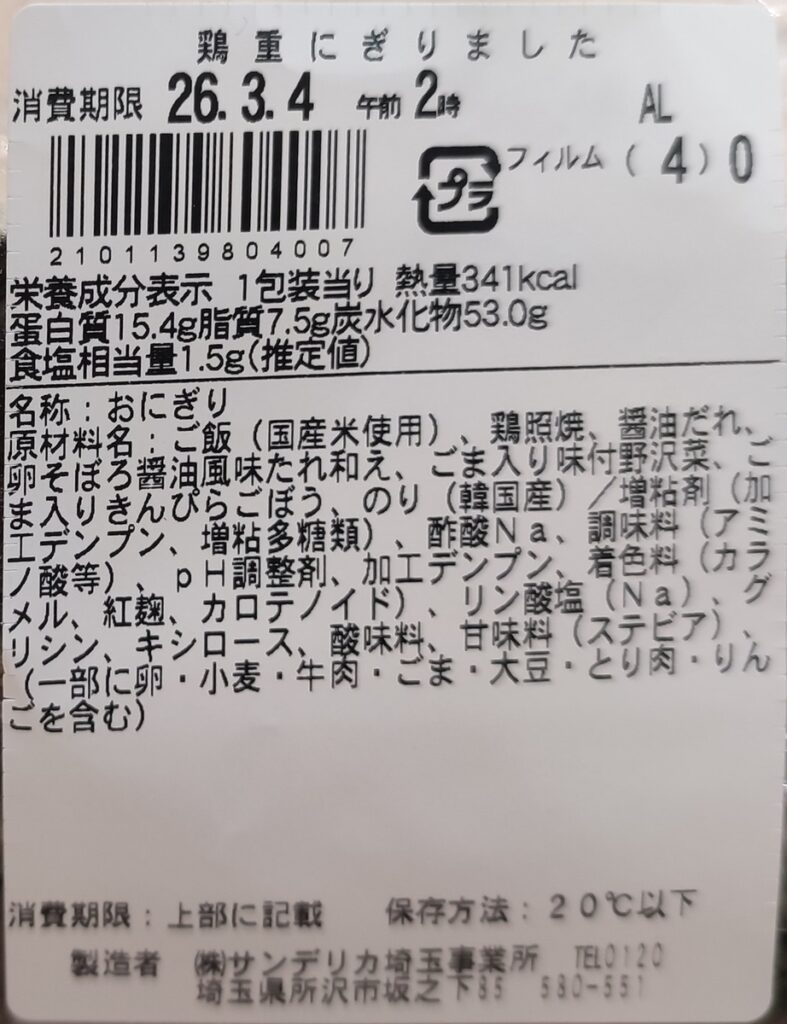 鶏重にぎりました
消費期限 26.3.4 午前 2時 AL
プラ フィルム(4)0
2101139804007
栄養成分表示 1包装当り 熱量341kcal
蛋白質15.4g脂質7.5g炭水化物53.0g
食塩相当量1.5g(推定値)
名称:おにぎり
原材料名:ご飯(国産米使用)、鶏照焼、醤油だれ、
卵そぼろ醤油風味たれ和え、ごま入り味付野沢菜、ご
ま入りきんぴらごぼう、のり(韓国産)/増粘剤(加
工デンプン、増粘多糖類)、酢酸Na、調味料(アミ
ノ酸等)、pH調整剤、加工デンプン、着色料(カラ
メル、紅麹、カロテノイド)、リン酸塩(Na)、グ
リシン、キシロース、酸味料、甘味料(ステビア)、
(一部に卵・小麦・牛肉・ごま・大豆・とり肉・りん
ごを含む)
消費期限:上部に記載 保存方法:20℃以下
製造者 ㈱サンデリカ埼玉事業所 TEL0120
埼玉県所沢市坂之下85 580-551